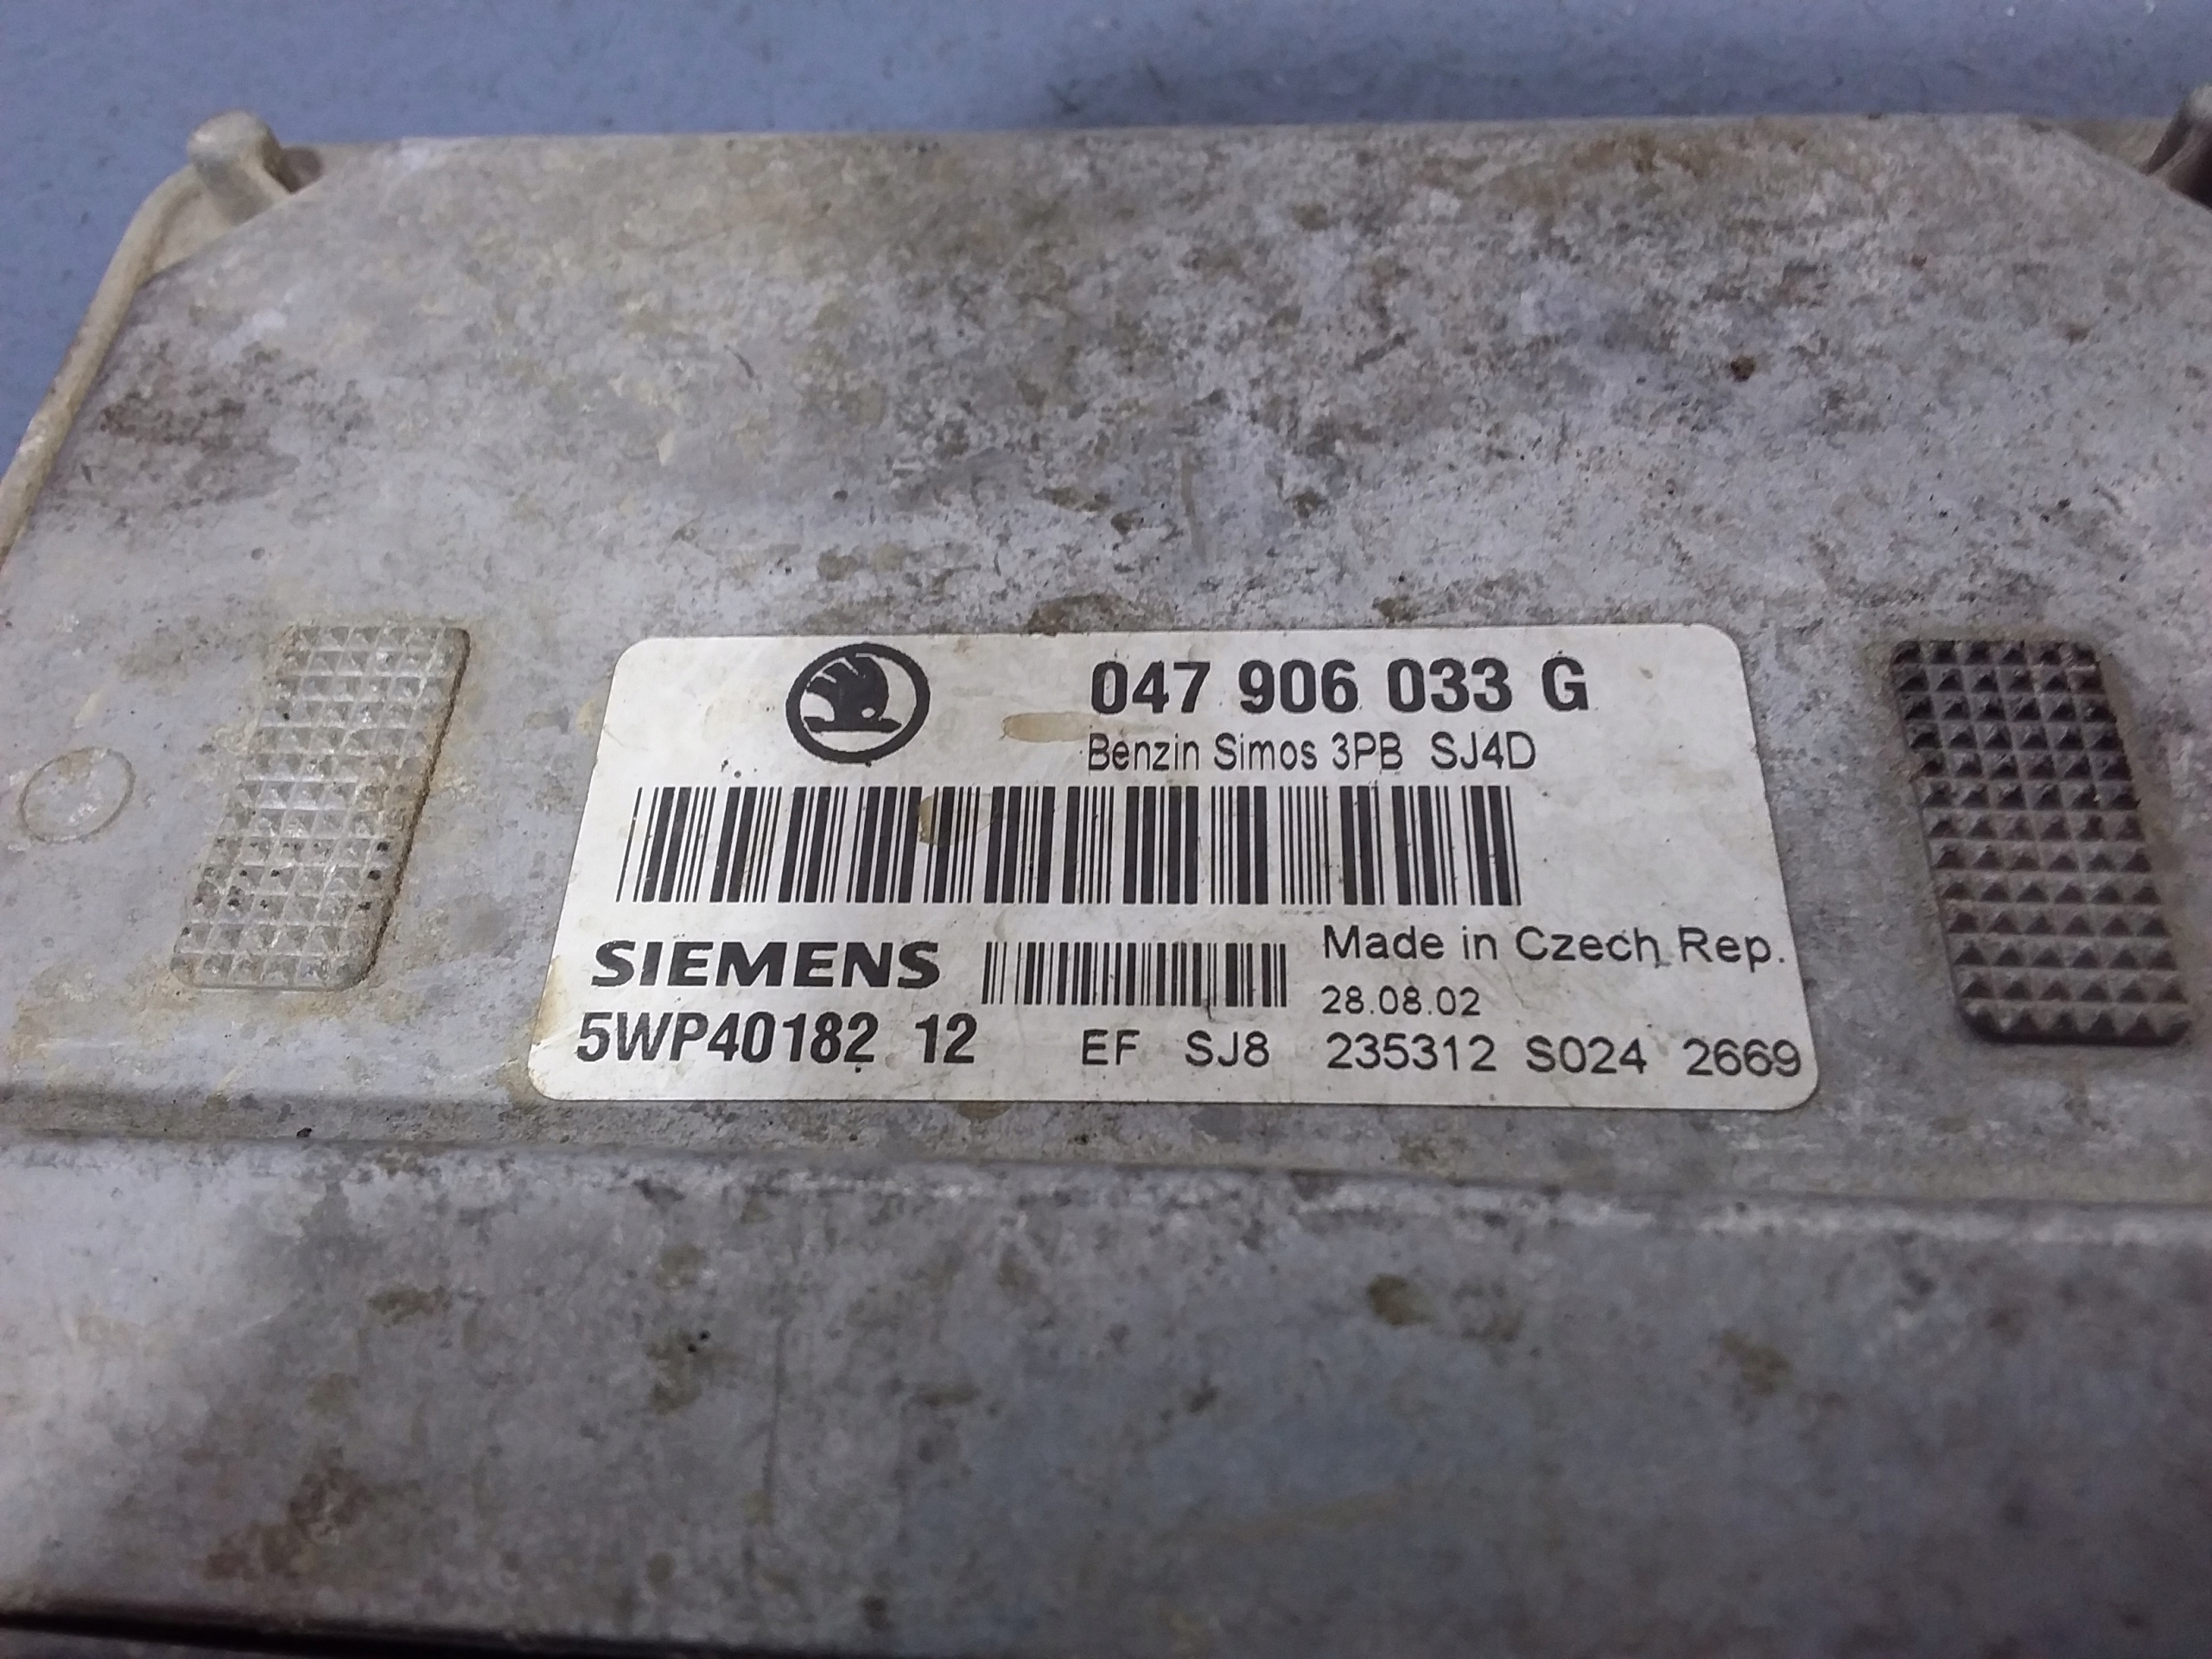 047 906 033 G
Benzin Simos 3PB SJ4D
SIEMENS
Made in Czech Rep.
28.08.02
5WP40182 12 EF SJ8 235312 S024 2669